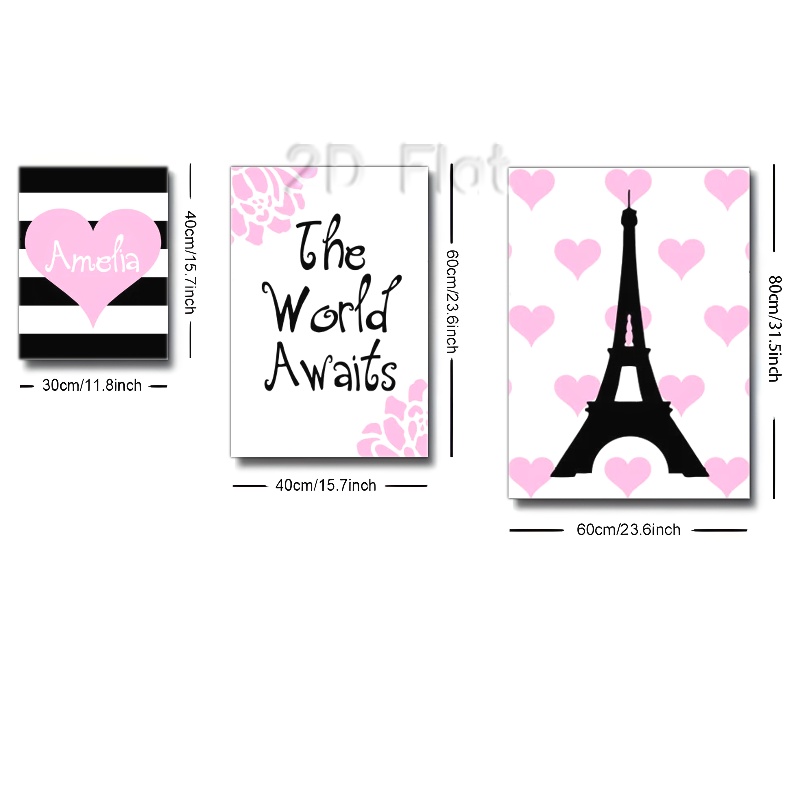 2D Flat
Amelia
40cm/15.7inch
30cm/11.8inch
The
World
Awaits
60cm/23.6inch
40cm/15.7inch
80cm/31.5inch
60cm/23.6inch